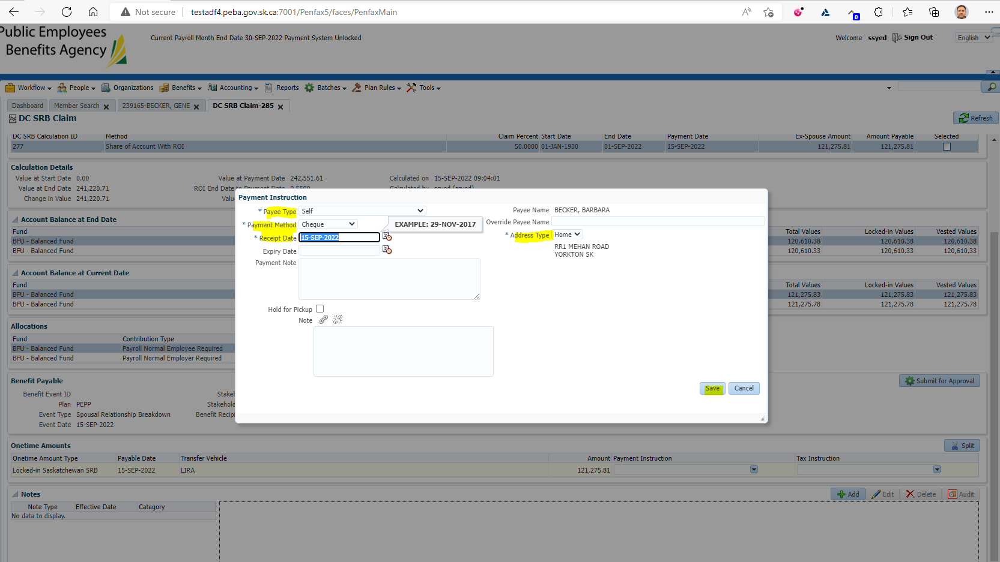 Not secure testadf4.peba.gov.sk.ca:7001/Penfax5/faces/PenfaxMain
0
Public Employees
Benefits Agency
Current Payroll Month End Date 30-SEP-2022 Payment System Unlocked
Welcome ssyed Sign Out English
Workflow People Organizations Benefits Accounting Reports Batches Plan Rules Tools
Dashboard Member Search 239165-BECKER, GENE DC SRB Claim-285
DC SRB Claim
Refresh
DC SRB Calculation ID Method Claim Percent Start Date End Date Payment Date Ex-Spouse Amount Amount Payable Selected
277 Share of Account With ROI 50.0000 01-JAN-1900 01-SEP-2022 15-SEP-2022 121,275.81 121,275.81
Calculation Details
Value at Start Date 0.00 Value at Payment Date 242,551.61 Calculated on 15-SEP-2022 09:04:01
Value at End Date 241,220.71 ROI End Date to Payment Date 0.5500 Calculated by ssyed (ssyed)
Change in Value 241,220.71
Payment Instruction
* Payee Type Self
Payee Name BECKER, BARBARA
* Payment Method Cheque
EXAMPLE: 29-NOV-2017
Override Payee Name
* Receipt Date 15-SEP-2022
* Address Type Home
Expiry Date
RR1 MEHAN ROAD
YORKTON SK
Payment Note
Hold for Pickup
Note
Save Cancel
Account Balance at End Date
Fund Total Values Locked-in Values Vested Values
BFU - Balanced Fund 120,610.38 120,610.38 120,610.38
BFU - Balanced Fund 120,610.33 120,610.33 120,610.33
Account Balance at Current Date
Fund Total Values Locked-in Values Vested Values
BFU - Balanced Fund 121,275.83 121,275.83 121,275.83
BFU - Balanced Fund 121,275.78 121,275.78 121,275.78
Allocations
Fund Contribution Type
BFU - Balanced Fund Payroll Normal Employee Required
BFU - Balanced Fund Payroll Normal Employer Required
Benefit Payable
Submit for Approval
Benefit Event ID
Plan PEPP
Event Type Spousal Relationship Breakdown
Event Date 15-SEP-2022
Onetime Amounts
Split
Onetime Amount Type Payable Date Transfer Vehicle Amount Payment Instruction Tax Instruction
Locked-in Saskatchewan SRB 15-SEP-2022 LIRA 121,275.81
Notes
Add Edit Delete Audit
Note Type Effective Date Category
No data to display.